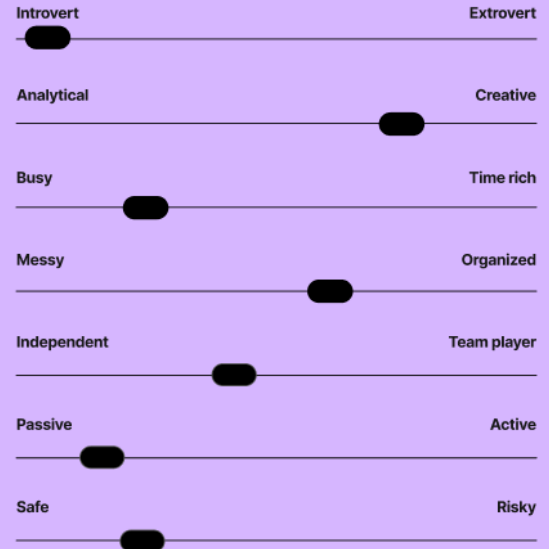 Introvert Extrovert
Analytical Creative
Busy Time rich
Messy Organized
Independent Team player
Passive Active
Safe Risky